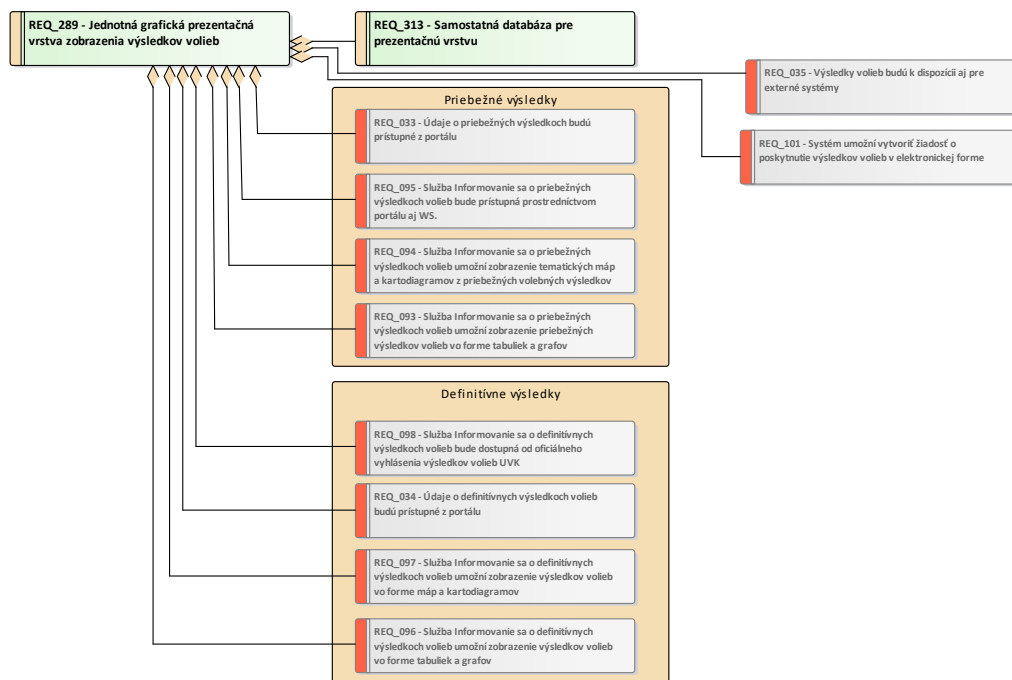 REQ_289 - Jednotná grafická prezentačná
vrstva zobrazenia výsledkov volieb
REQ_313 - Samostatná databáza pre
prezentačnú vrstvu
REQ_035 - Výsledky volieb budú k dispozícii aj pre
externé systémy
REQ_101 - Systém umožní vytvoriť žiadosť o
poskytnutie výsledkov volieb v elektronickej forme
Priebežné výsledky
REQ_033 - Údaje o priebežných výsledkoch budú
prístupné z portálu
REQ_095 - Služba Informovanie sa o priebežných
výsledkoch volieb bude prístupná prostredníctvom
portálu aj WS.
REQ_094 - Služba Informovanie sa o priebežných
výsledkoch volieb umožní zobrazenie tematických máp
a kartodiagramov z priebežných volebných výsledkov
REQ_093 - Služba Informovanie sa o priebežných
výsledkoch volieb umožní zobrazenie priebežných
výsledkov volieb vo forme tabuliek a grafov
Definitívne výsledky
REQ_098 - Služba Informovanie sa o definitívnych
výsledkoch volieb bude dostupná od oficiálneho
vyhlásenia výsledkov volieb UVK
REQ_034 - Údaje o definitívnych výsledkoch volieb
budú prístupné z portálu
REQ_097 - Služba Informovanie sa o definitívnych
výsledkoch volieb umožní zobrazenie výsledkov volieb
vo forme máp a kartodiagramov
REQ_096 - Služba Informovanie sa o definitívnych
výsledkoch volieb umožní zobrazenie výsledkov volieb
vo forme tabuliek a grafov